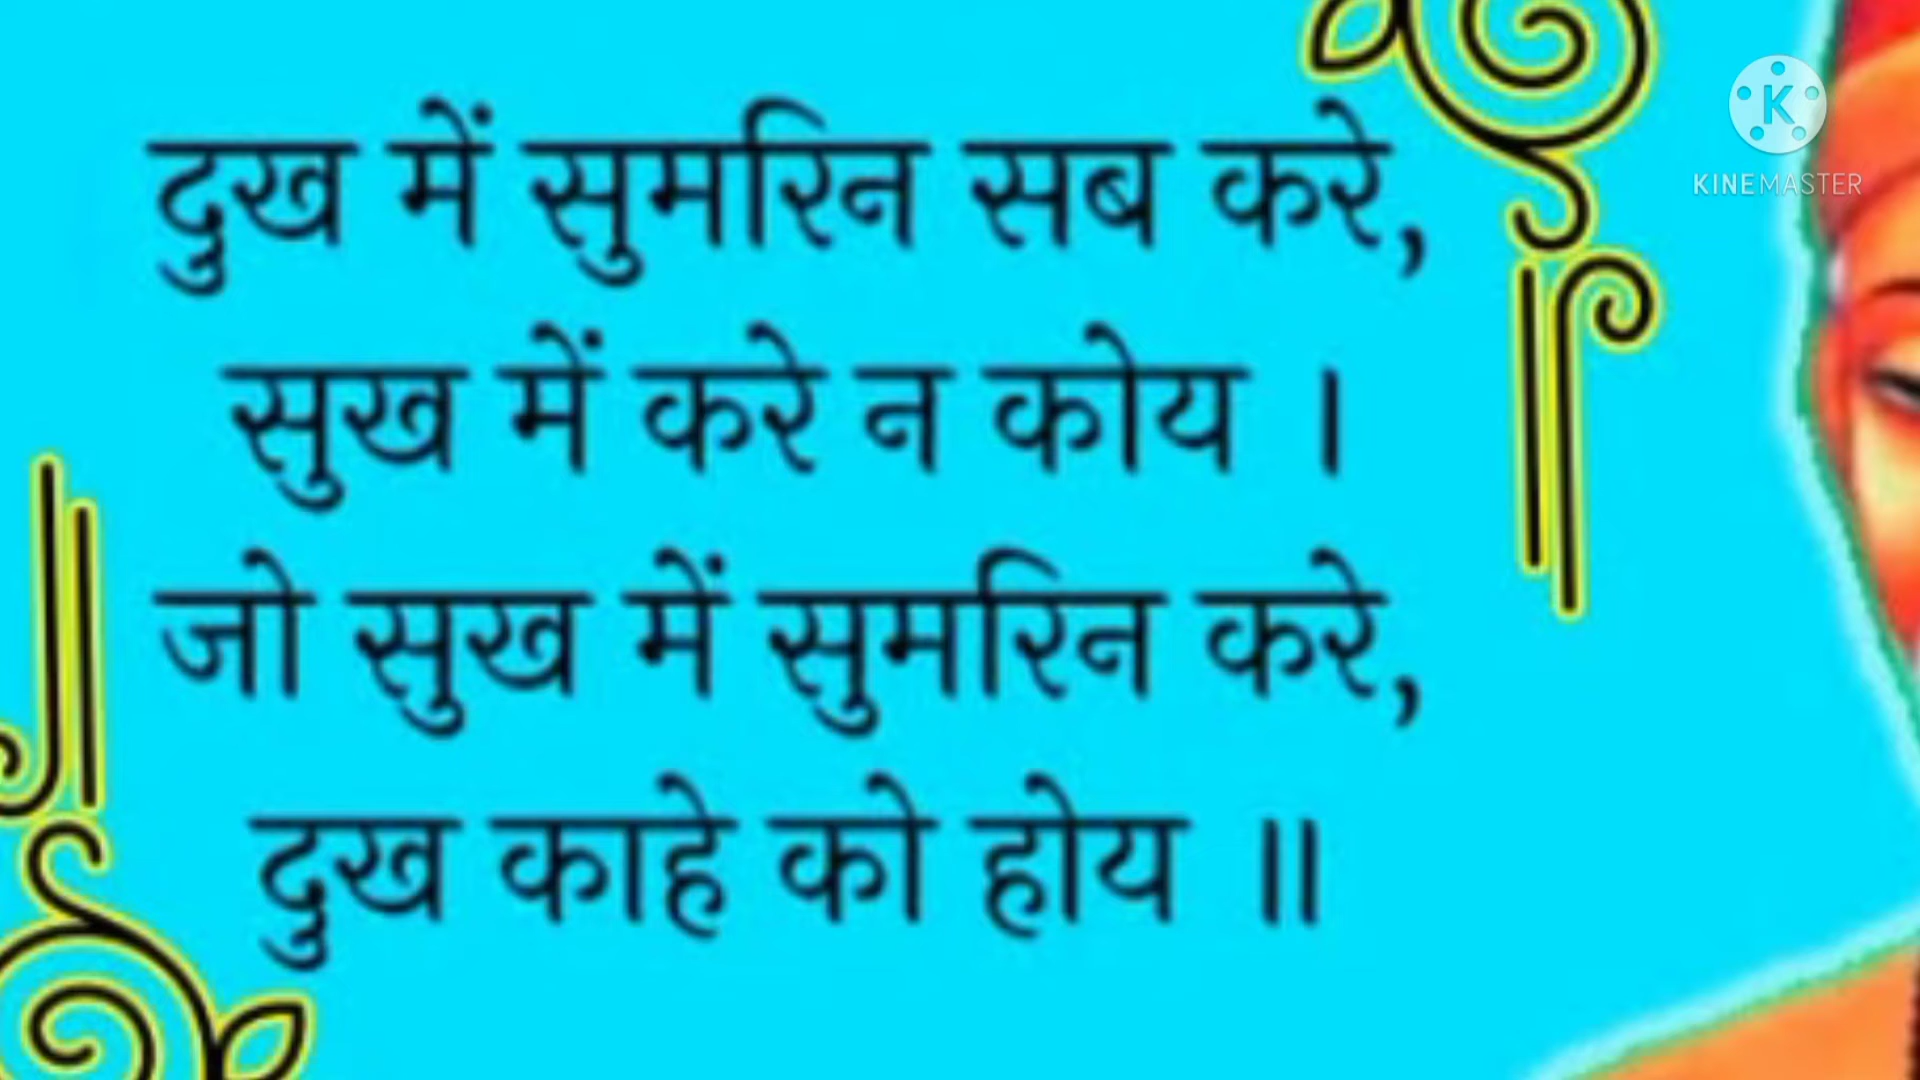 दुख में सुमरिन सब करे,
सुख में करे न कोय ।
जो सुख में सुमरिन करे,
दुख काहे को होय ॥
K
KINEMASTER